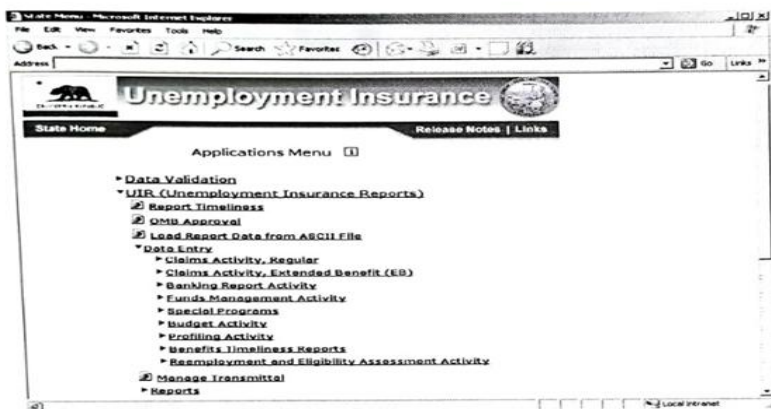 State Menu - Microsoft Internet Explorer
File Edit View Favorites Tools Help
Back Search Favorites
Address Go Links »
CALIFORNIA REPUBLIC
Unemployment Insurance
State Home Release Notes | Links
Applications Menu
Data Validation
UIR (Unemployment Insurance Reports)
Report Timeliness
OMB Approval
Load Report Data from ASCII File
Data Entry
Claims Activity, Regular
Claims Activity, Extended Benefit (EB)
Banking Report Activity
Funds Management Activity
Special Programs
Budget Activity
Profiling Activity
Benefits Timeliness Reports
Reemployment and Eligibility Assessment Activity
Manage Transmittal
Reports
Local intranet